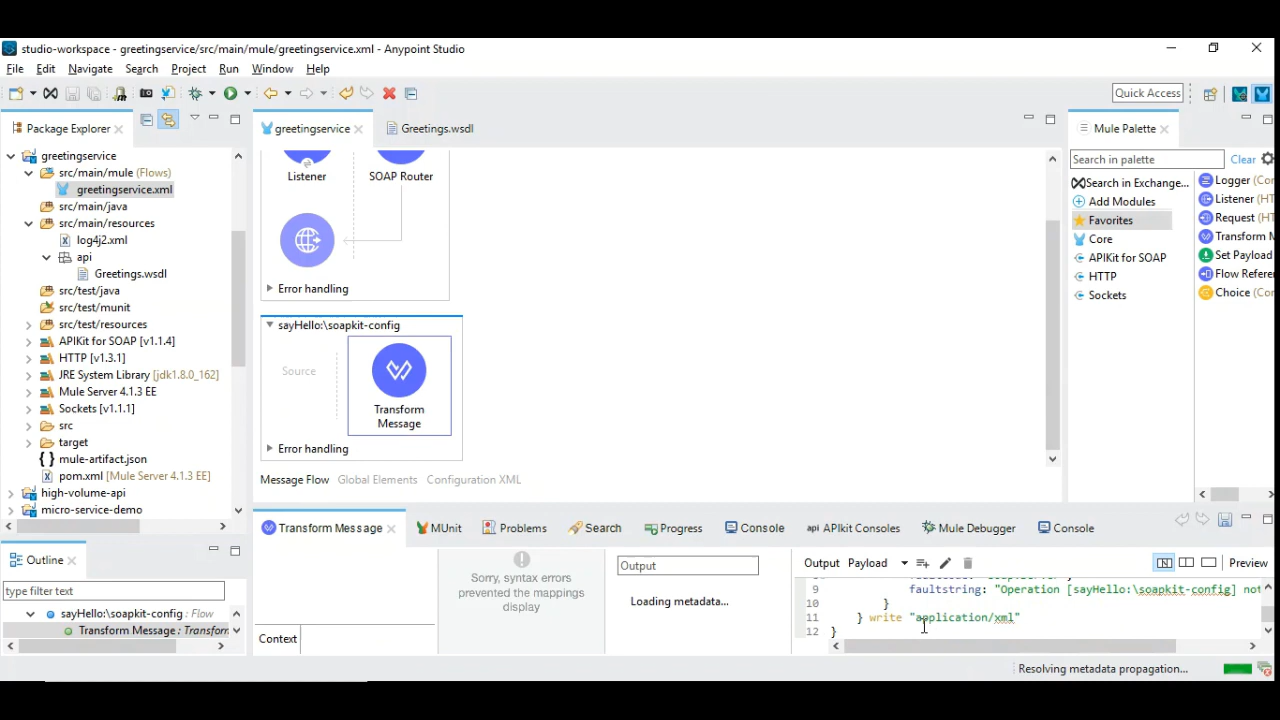 studio-workspace - greetingservice/src/main/mule/greetingservice.xml - Anypoint Studio
File Edit Navigate Search Project Run Window Help
Quick Access
Package Explorer
greetingservice
src/main/mule (Flows)
greetingservice.xml
src/main/java
src/main/resources
log4j2.xml
api
Greetings.wsdl
src/test/java
src/test/munit
src/test/resources
APIKit for SOAP [v1.1.4]
HTTP [v1.3.1]
JRE System Library [jdk1.8.0_162]
Mule Server 4.1.3 EE
Sockets [v1.1.1]
src
target
mule-artifact.json
pom.xml [Mule Server 4.1.3 EE]
high-volume-api
micro-service-demo
Outline
type filter text
sayHello:\soapkit-config : Flow
Transform Message : Transform
greetingservice Greetings.wsdl
Listener SOAP Router
Error handling
sayHello:\soapkit-config
Source
Transform
Message
Error handling
Message Flow Global Elements Configuration XML
Mule Palette
Search in palette Clear
Search in Exchange...
Add Modules
Favorites
Core
APIKit for SOAP
HTTP
Sockets
Logger (Cor
Listener (HT
Request (HT
Transform M
Set Payload
Flow Refere
Choice (Cor
Transform Message MUnit Problems Search Progress Console APIkit Consoles Mule Debugger Console
Context
Sorry, syntax errors
prevented the mappings
display
Output
Loading metadata...
Output Payload Preview
9 faultstring: "Operation [sayHello:\soapkit-config] not
10 }
11 } write "application/xml"
12 }
Resolving metadata propagation...